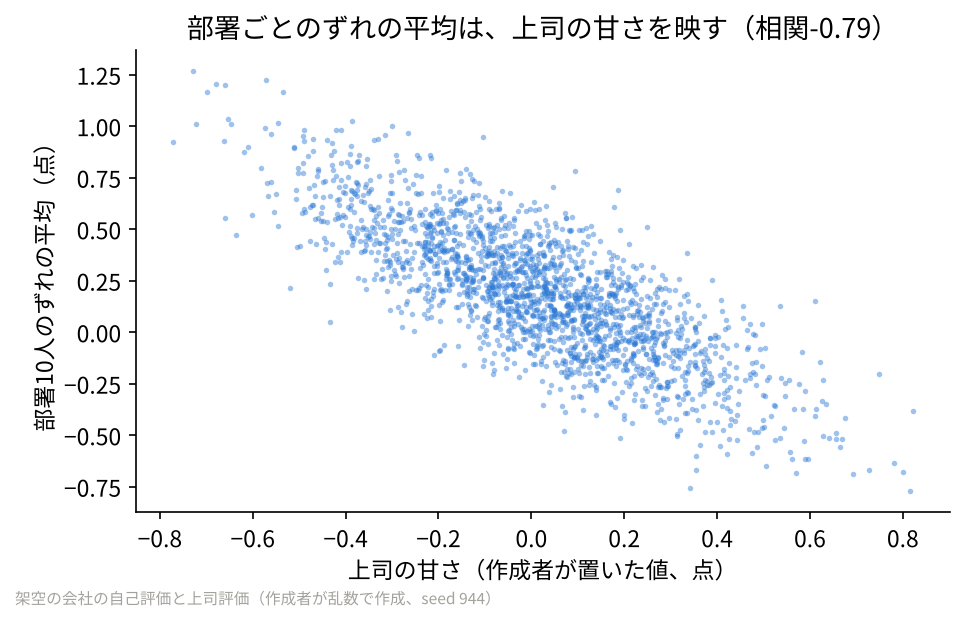 部署ごとのずれの平均は、上司の甘さを映す（相関-0.79）
部署10人のずれの平均（点）
1.25
1.00
0.75
0.50
0.25
0.00
−0.25
−0.50
−0.75
−0.8 −0.6 −0.4 −0.2 0.0 0.2 0.4 0.6 0.8
上司の甘さ（作成者が置いた値、点）
架空の会社の自己評価と上司評価（作成者が乱数で作成、seed 944）